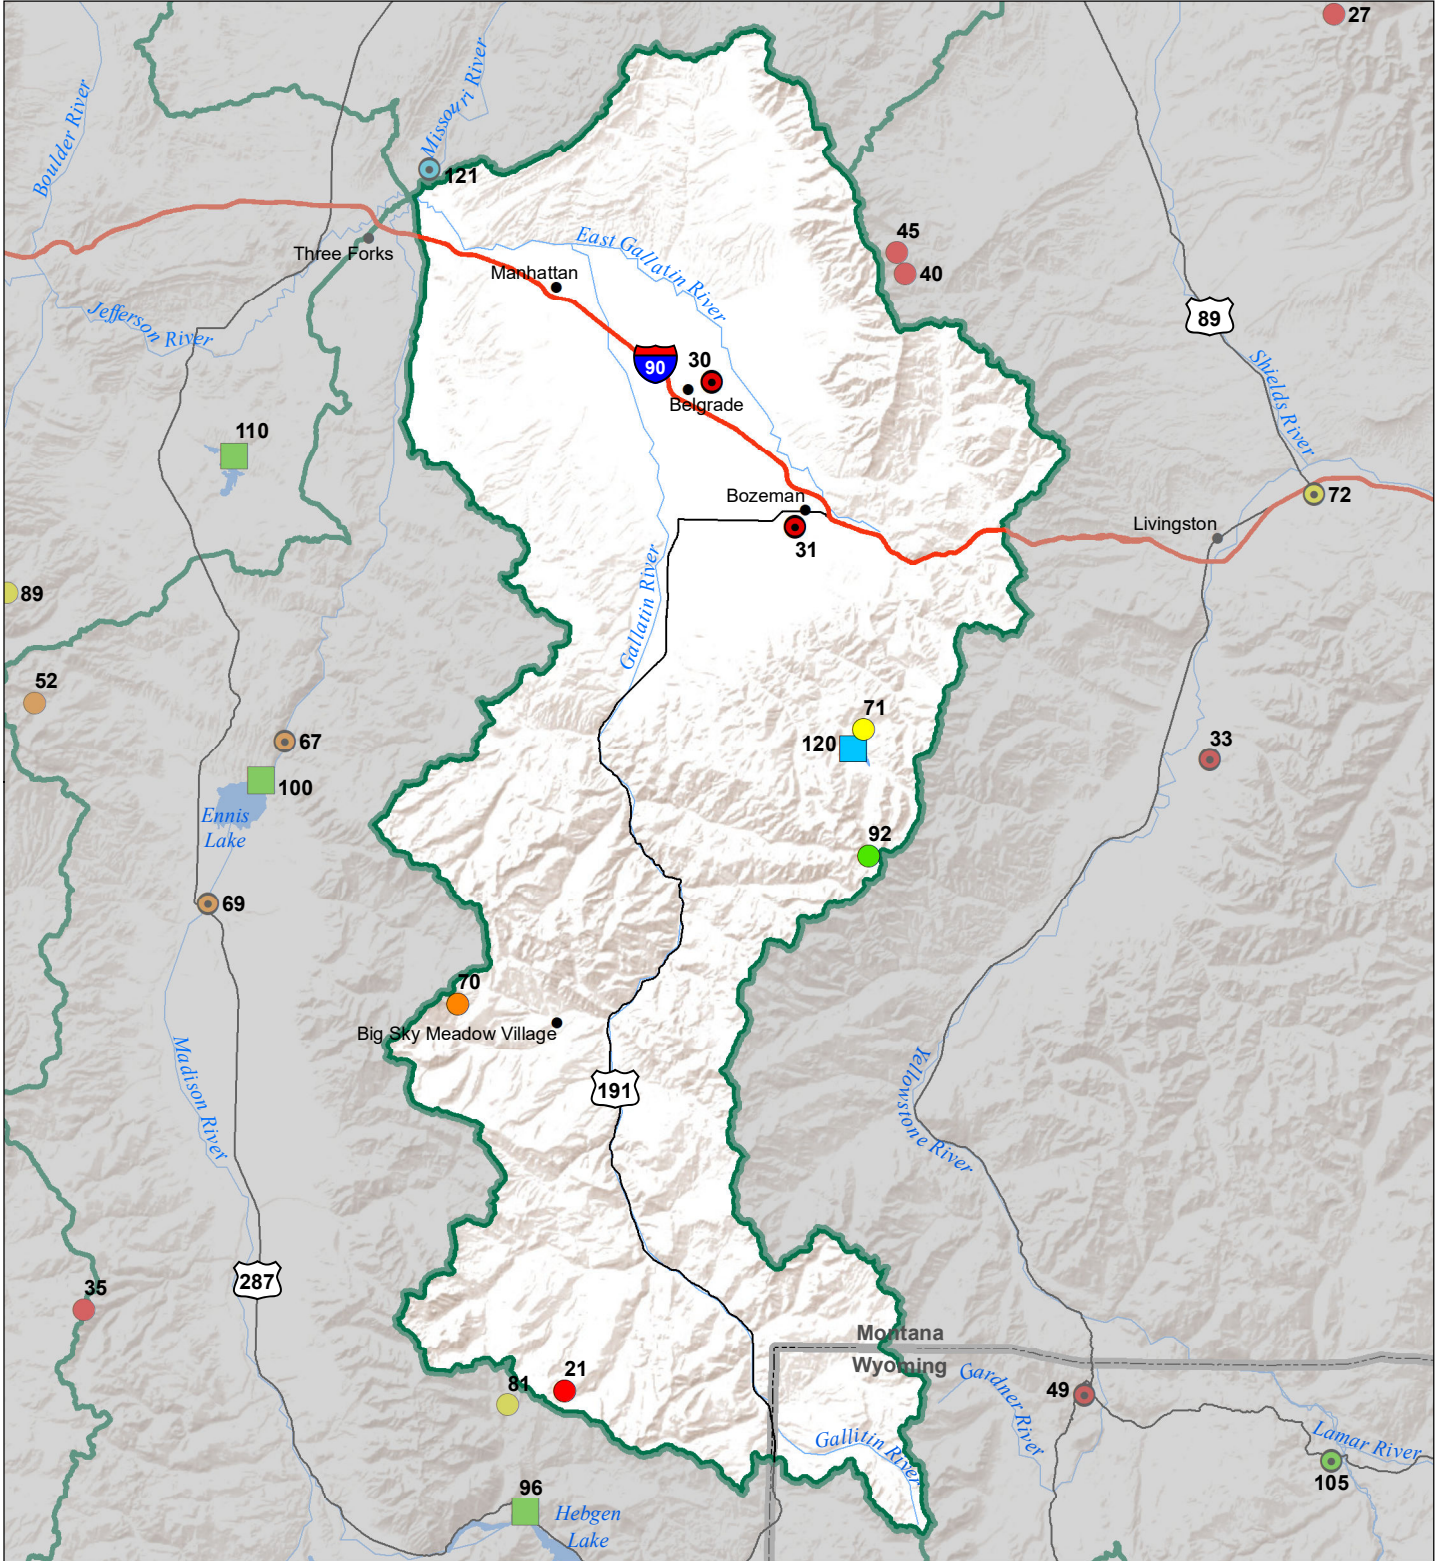 27
Missouri River
Boulder River
121
Three Forks
East Gallatin River
45
40
Manhattan
89
Jefferson River
90
30
Belgrade
Shields River
110
72
Bozeman
31
Livingston
89
Gallatin River
52
71
120
67
33
100
Ennis
Lake
92
69
70
Big Sky Meadow Village
Madison River
191
Yellowstone River
287
35
Montana
Wyoming
21
81
Gardner River
49
Gallitin River
Lamar River
105
96
Hebgen
Lake